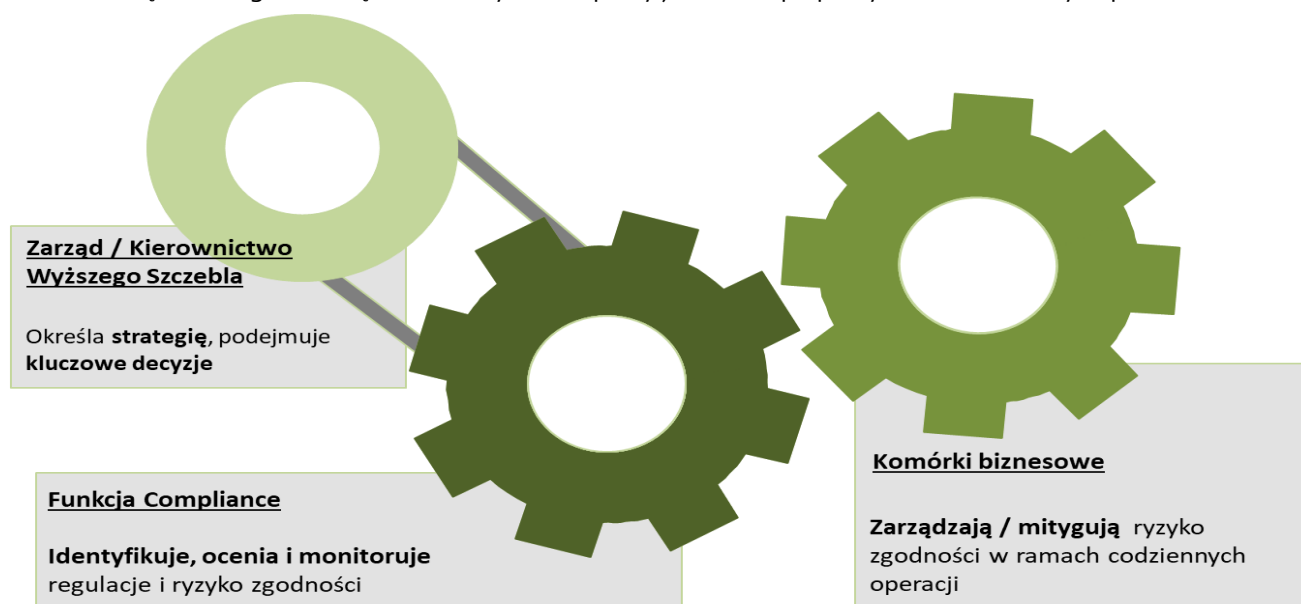 Zarząd / Kierownictwo
Wyższego Szczebla
Określa strategię, podejmuje
kluczowe decyzje
Funkcja Compliance
Identyfikuje, ocenia i monitoruje
regulacje i ryzyko zgodności
Komórki biznesowe
Zarządzają / mitygują ryzyko
zgodności w ramach codziennych
operacji